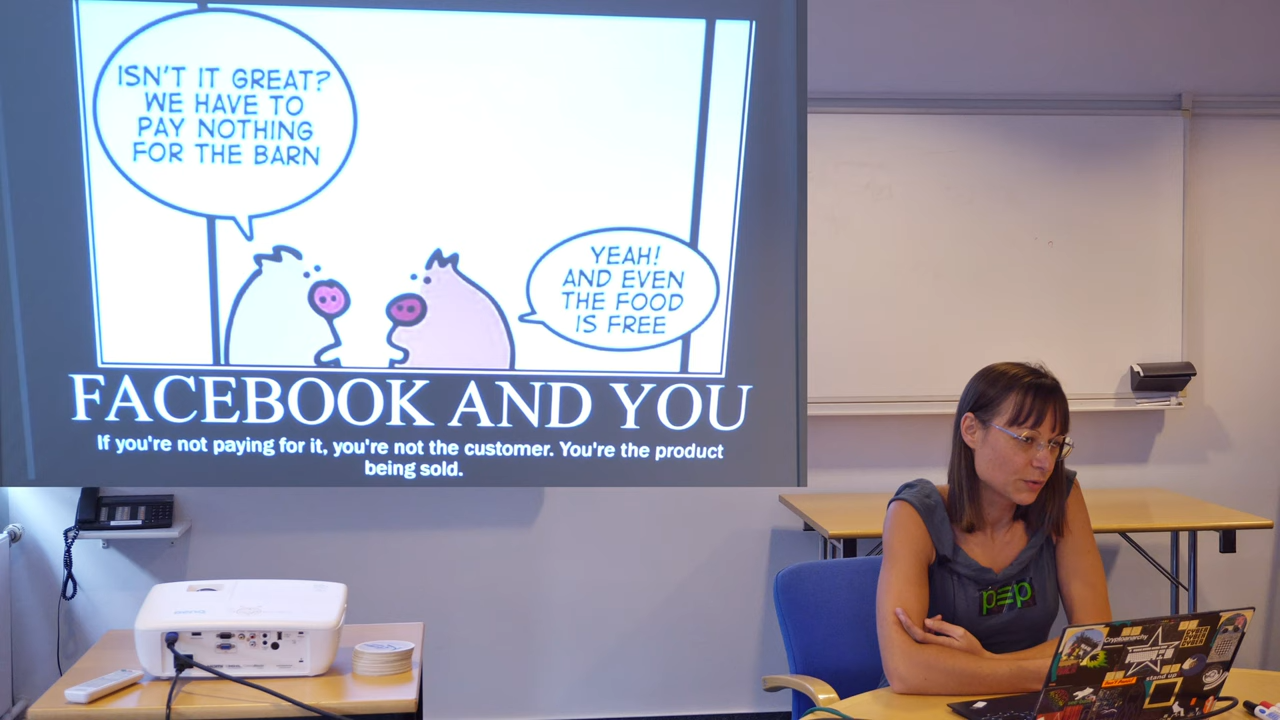 ISN'T IT GREAT?
WE HAVE TO
PAY NOTHING
FOR THE BARN
YEAH!
AND EVEN
THE FOOD
IS FREE
FACEBOOK AND YOU
If you're not paying for it, you're not the customer. You're the product
being sold.
p≡p
Cryptoanarchy
stand up